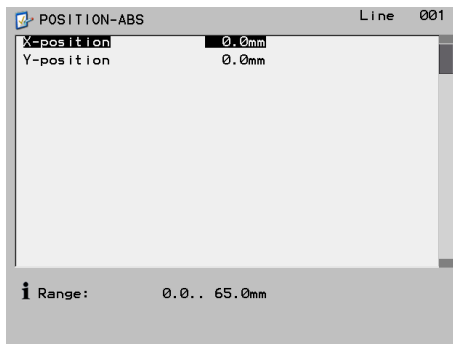 POSITION-ABS Line 001
X-position 0.0mm
Y-position 0.0mm
i Range: 0.0.. 65.0mm